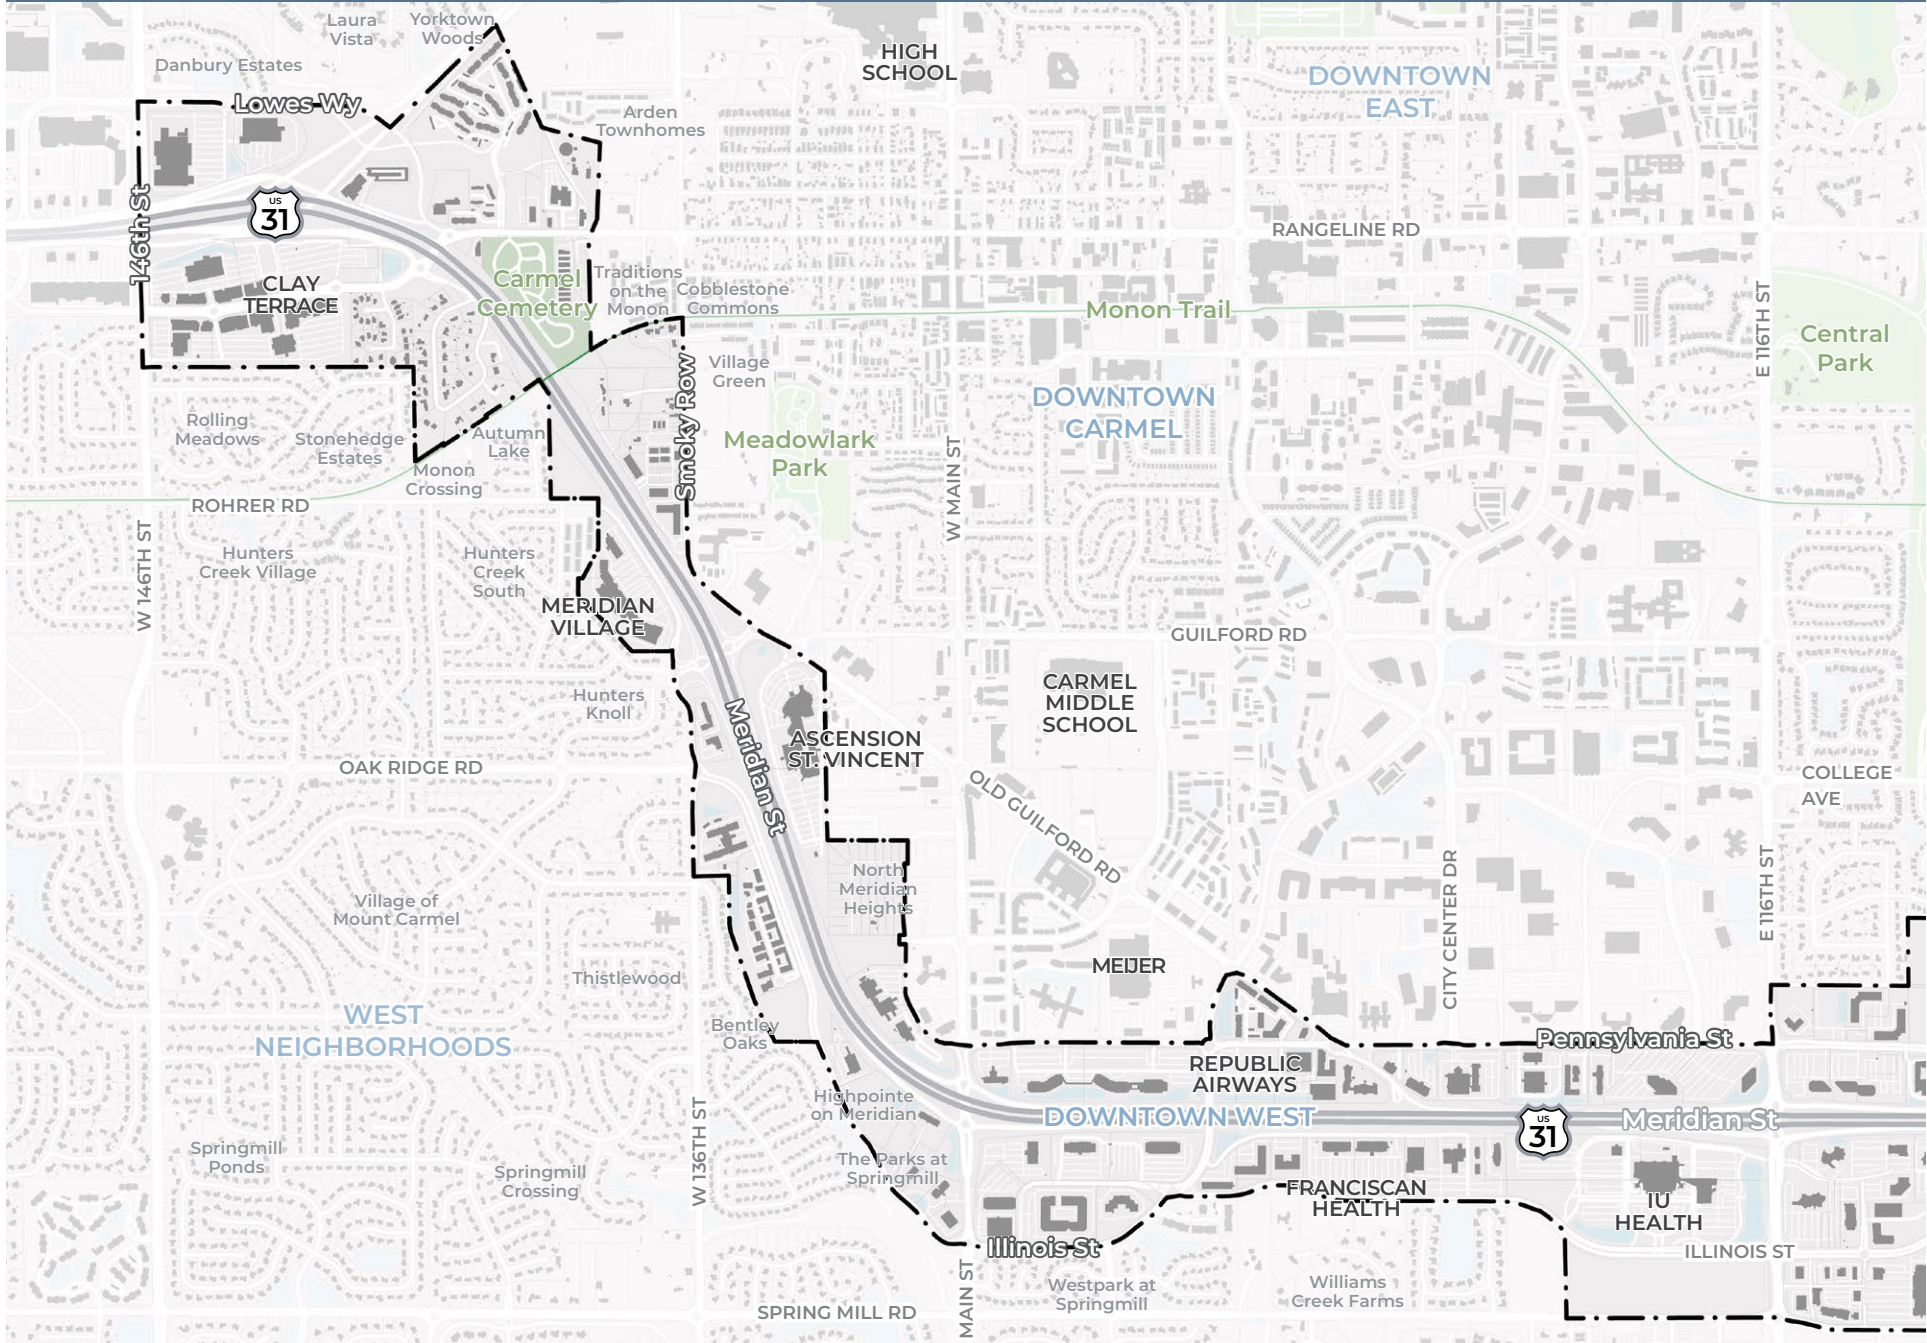 Laura
Vista
Yorktown
Woods
Danbury Estates
Lowes Wy
HIGH
SCHOOL
DOWNTOWN
EAST
Arden
Townhomes
146th St
US
31
RANGELINE RD
CLAY
TERRACE
Carmel
Cemetery
Traditions
on the
Monon
Cobblestone
Commons
Monon Trail
E 116TH ST
Central
Park
Village
Green
Smoky Row
DOWNTOWN
CARMEL
Rolling
Meadows
Stonehedge
Estates
Autumn
Lake
Monon
Crossing
Meadowlark
Park
W MAIN ST
ROHRER RD
W 146TH ST
Hunters
Creek Village
Hunters
Creek
South
MERIDIAN
VILLAGE
GUILFORD RD
Hunters
Knoll
CARMEL
MIDDLE
SCHOOL
Meridian St
ASCENSION
ST. VINCENT
OAK RIDGE RD
OLD GUILFORD RD
COLLEGE
AVE
North
Meridian
Heights
CITY CENTER DR
E 116TH ST
Village of
Mount Carmel
Thistlewood
MEIJER
WEST
NEIGHBORHOODS
Bentley
Oaks
Pennsylvania St
REPUBLIC
AIRWAYS
Highpointe
on Meridian
DOWNTOWN WEST
US
31
Meridian St
W 136TH ST
Springmill
Ponds
Springmill
Crossing
The Parks at
Springmill
FRANCISCAN
HEALTH
IU
HEALTH
Illinois St
ILLINOIS ST
MAIN ST
Westpark at
Springmill
Williams
Creek Farms
SPRING MILL RD